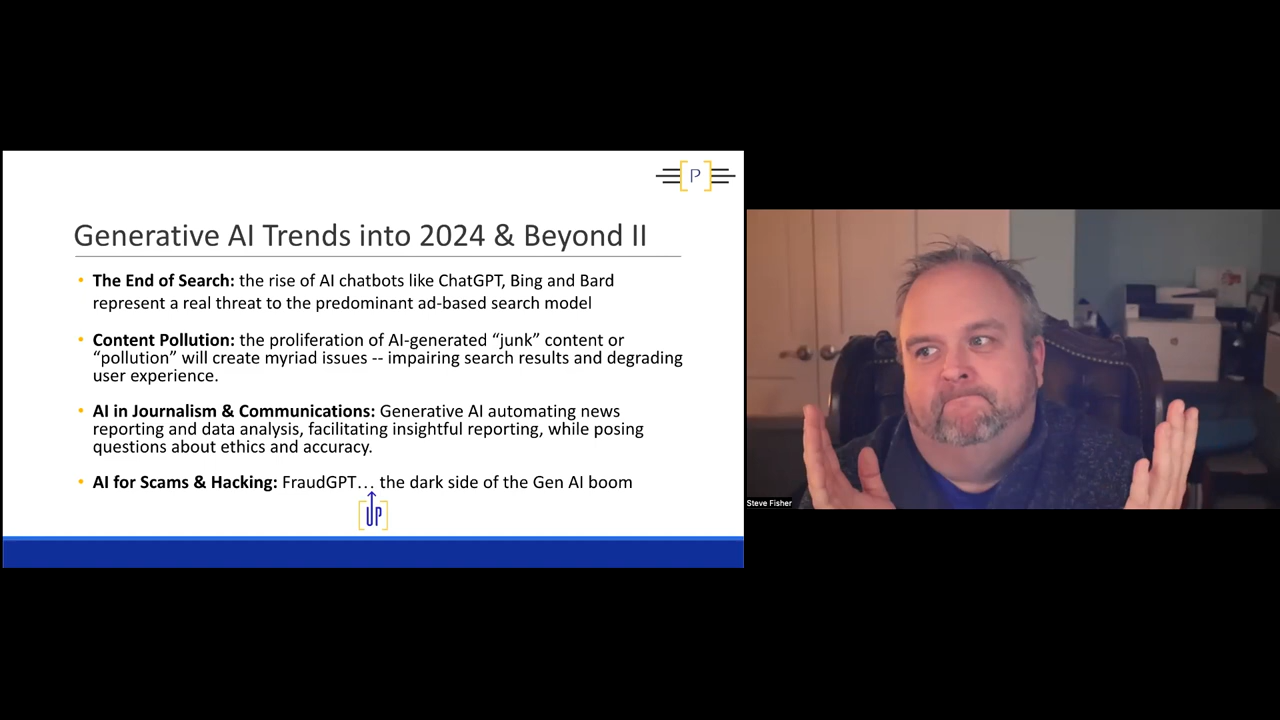 P
Generative AI Trends into 2024 & Beyond II
• The End of Search: the rise of AI chatbots like ChatGPT, Bing and Bard
represent a real threat to the predominant ad-based search model
• Content Pollution: the proliferation of AI-generated “junk” content or
“pollution” will create myriad issues -- impairing search results and degrading
user experience.
• AI in Journalism & Communications: Generative AI automating news
reporting and data analysis, facilitating insightful reporting, while posing
questions about ethics and accuracy.
• AI for Scams & Hacking: FraudGPT… the dark side of the Gen AI boom
UP
Steve Fisher